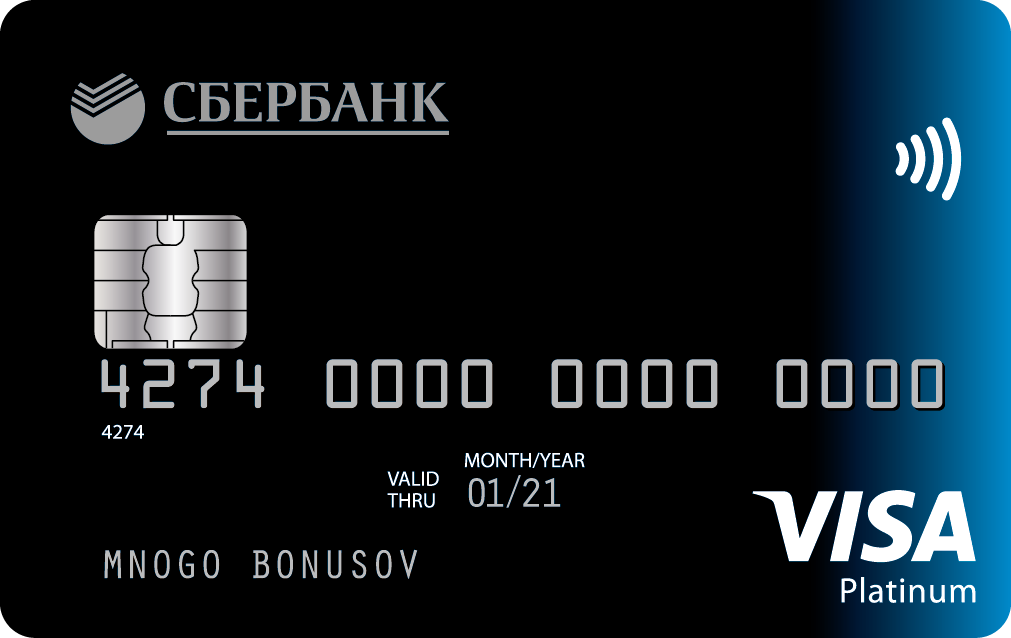 СБЕРБАНК
4274 0000 0000 0000
4274
MONTH/YEAR
VALID
THRU
01/21
MNOGO BONUSOV
VISA
Platinum